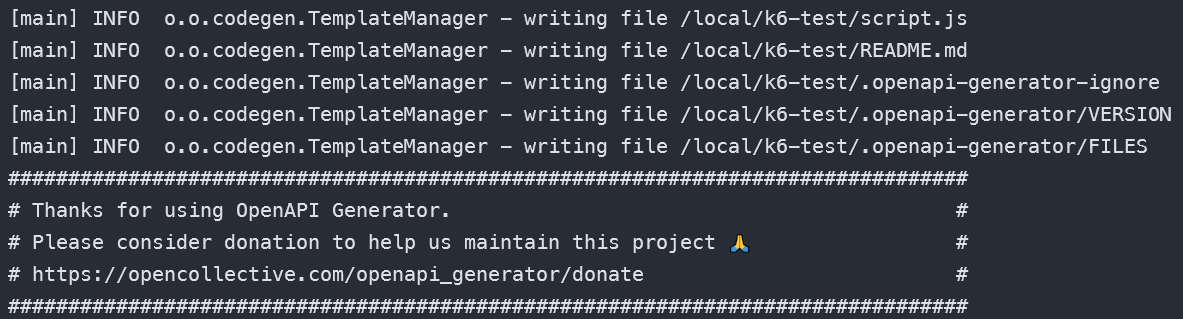 [main] INFO  o.o.codegen.TemplateManager – writing file /local/k6-test/script.js
[main] INFO  o.o.codegen.TemplateManager – writing file /local/k6-test/README.md
[main] INFO  o.o.codegen.TemplateManager – writing file /local/k6-test/.openapi-generator-ignore
[main] INFO  o.o.codegen.TemplateManager – writing file /local/k6-test/.openapi-generator/VERSION
[main] INFO  o.o.codegen.TemplateManager – writing file /local/k6-test/.openapi-generator/FILES
################################################################################
# Thanks for using OpenAPI Generator.                                          #
# Please consider donation to help us maintain this project 🙏                 #
# https://opencollective.com/openapi_generator/donate                          #
################################################################################